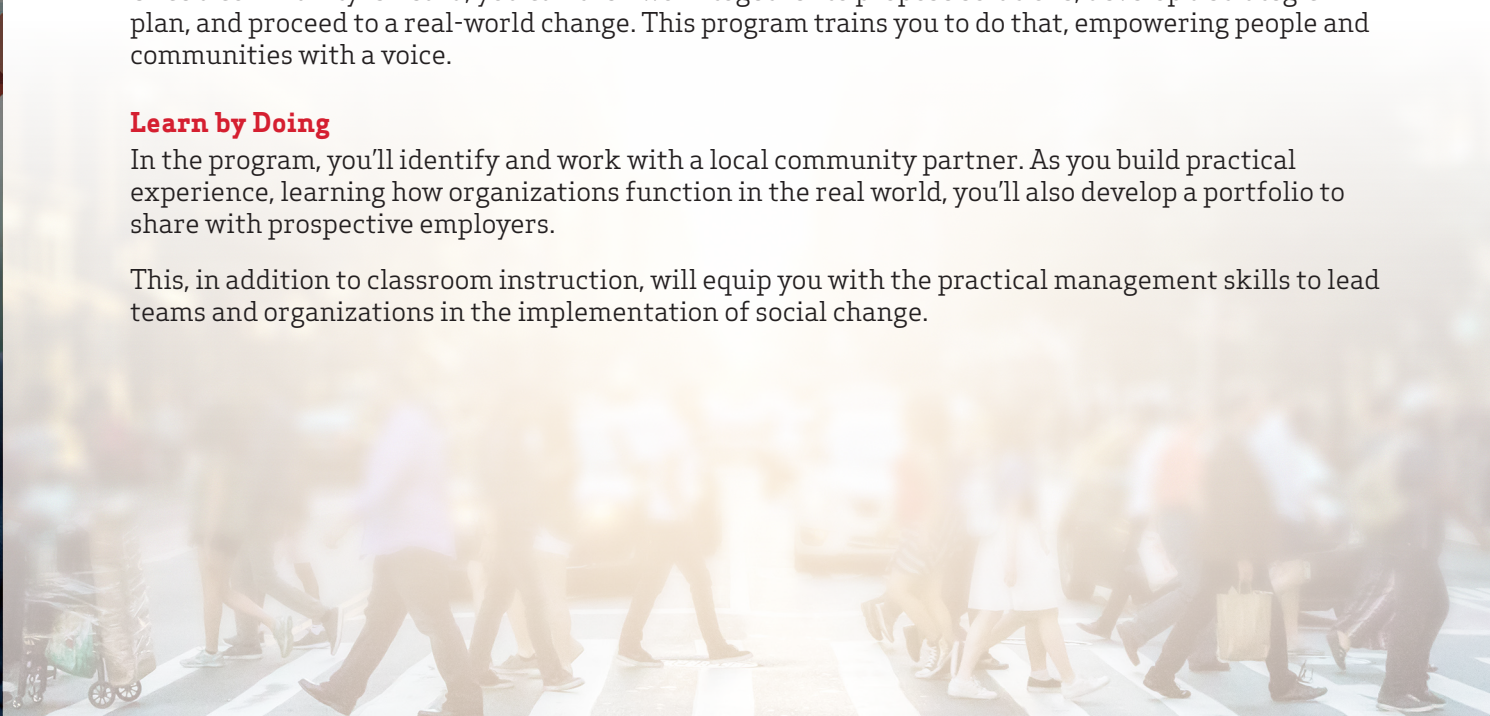 plan, and proceed to a real-world change. This program trains you to do that, empowering people and
communities with a voice.
Learn by Doing
In the program, you’ll identify and work with a local community partner. As you build practical
experience, learning how organizations function in the real world, you’ll also develop a portfolio to
share with prospective employers.
This, in addition to classroom instruction, will equip you with the practical management skills to lead
teams and organizations in the implementation of social change.